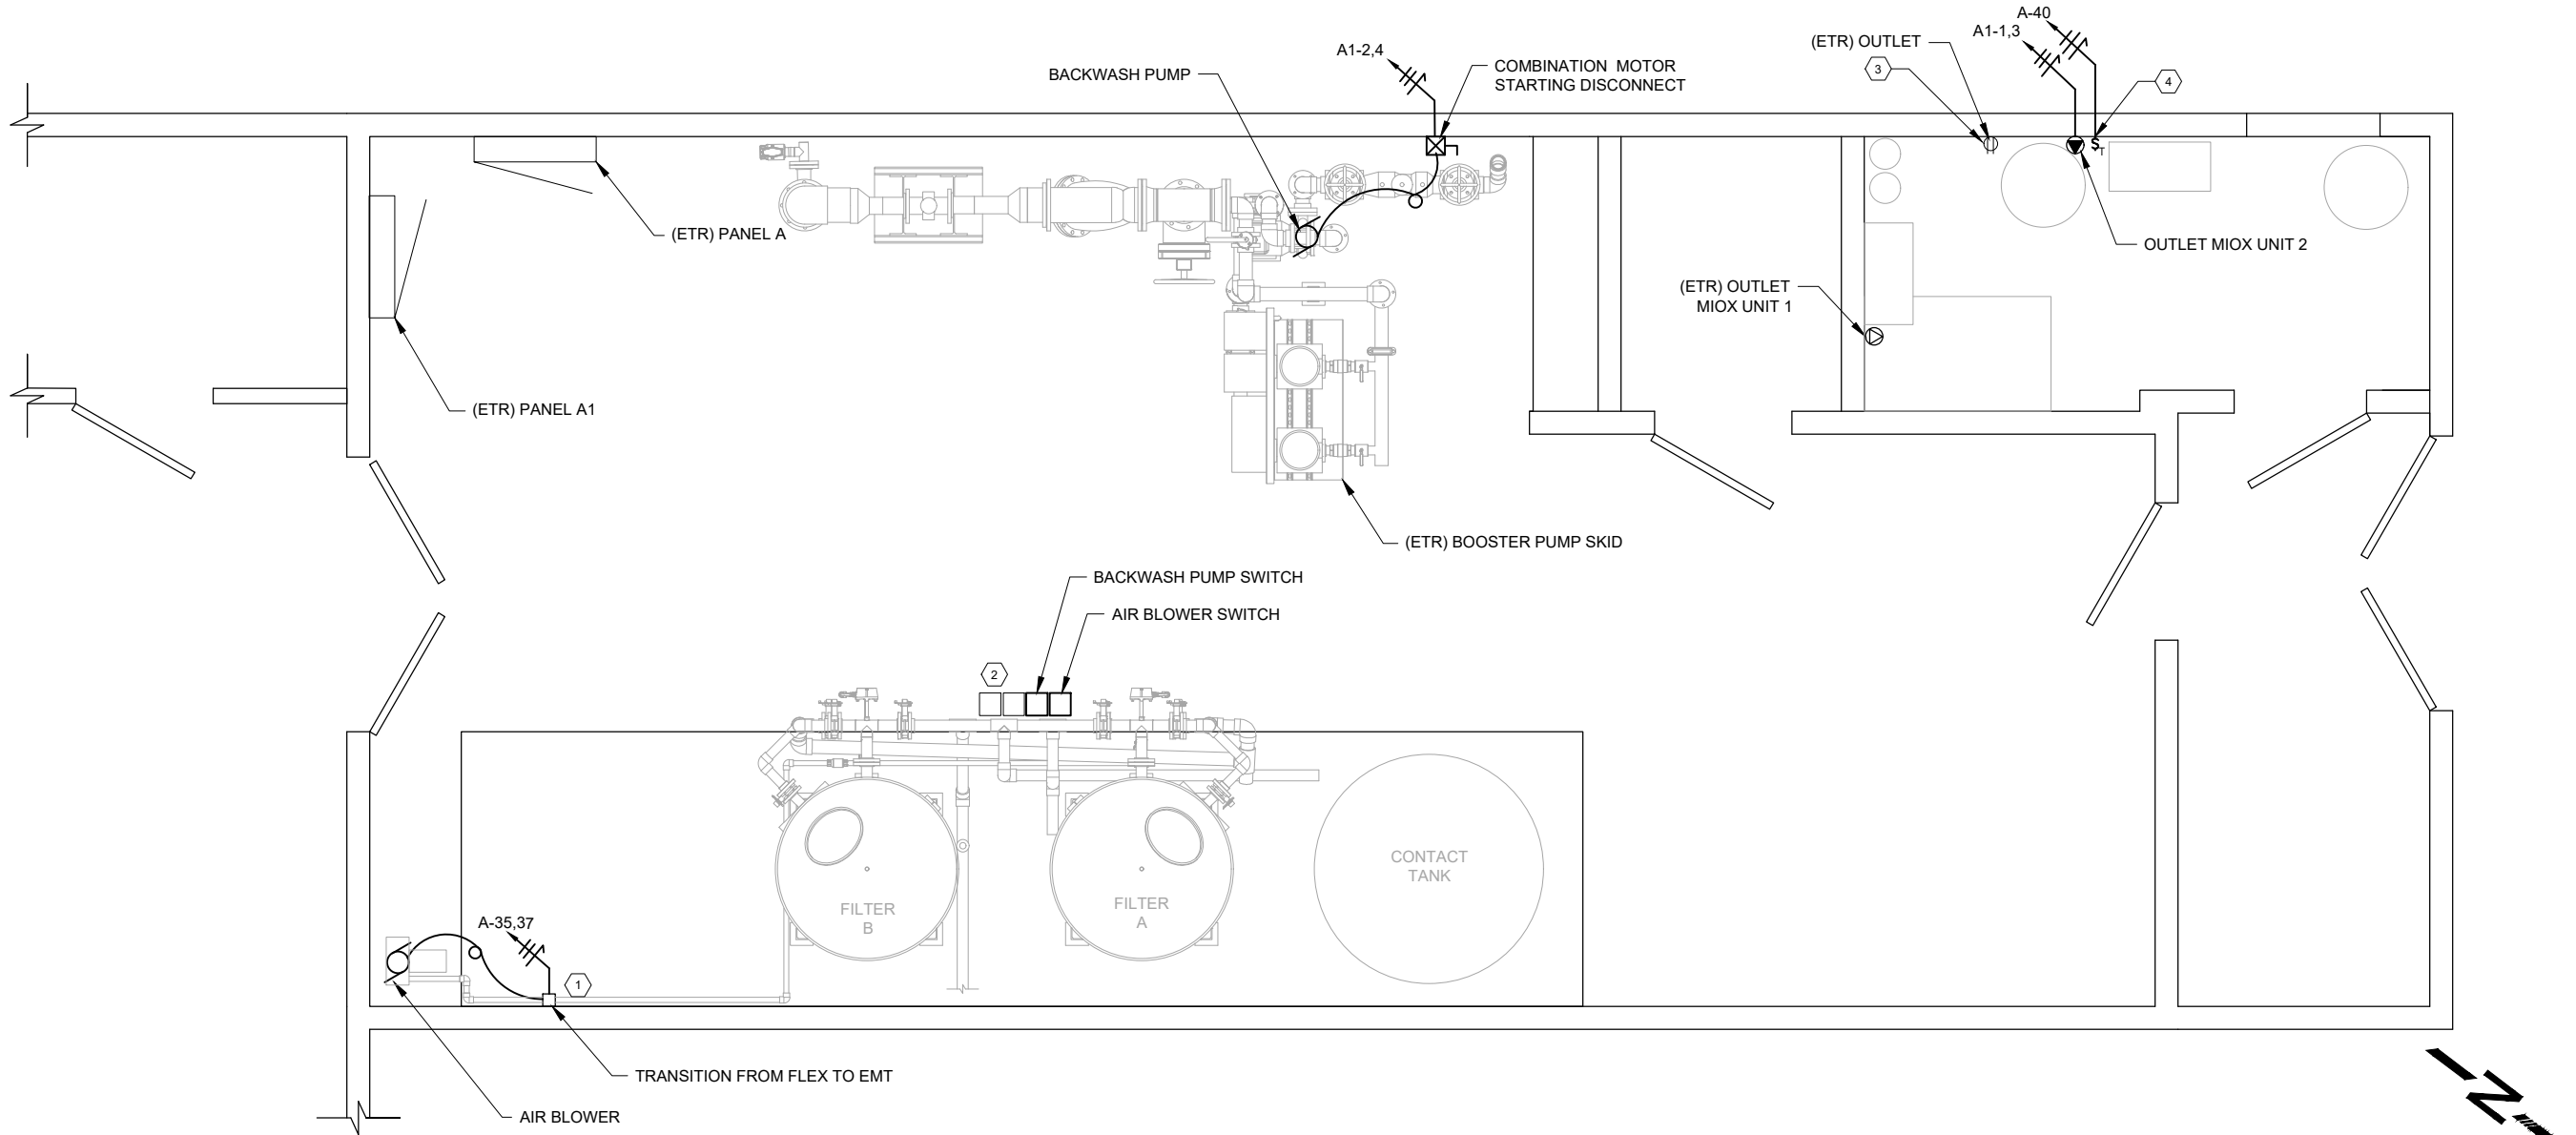 A-40
A1-1,3
(ETR) OUTLET
3
4
A1-2,4
BACKWASH PUMP
COMBINATION MOTOR
STARTING DISCONNECT
S
T
(ETR) PANEL A
OUTLET MIOX UNIT 2
(ETR) OUTLET
MIOX UNIT 1
(ETR) PANEL A1
(ETR) BOOSTER PUMP SKID
BACKWASH PUMP SWITCH
AIR BLOWER SWITCH
2
CONTACT
TANK
FILTER
B
FILTER
A
A-35,37
1
TRANSITION FROM FLEX TO EMT
AIR BLOWER
N